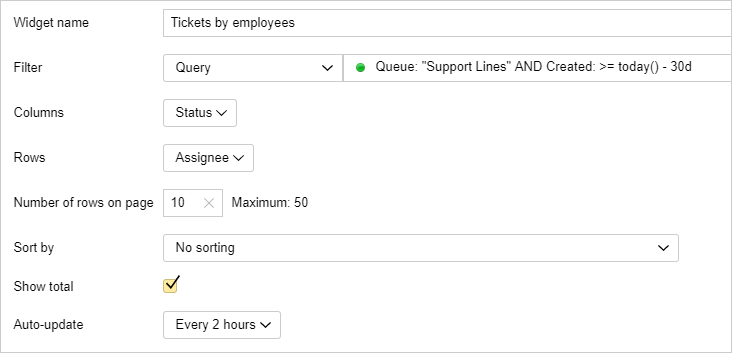 Widget name Tickets by employees
Filter Query Queue: "Support Lines" AND Created: >= today() - 30d
Columns Status
Rows Assignee
Number of rows on page 10 Maximum: 50
Sort by No sorting
Show total
Auto-update Every 2 hours